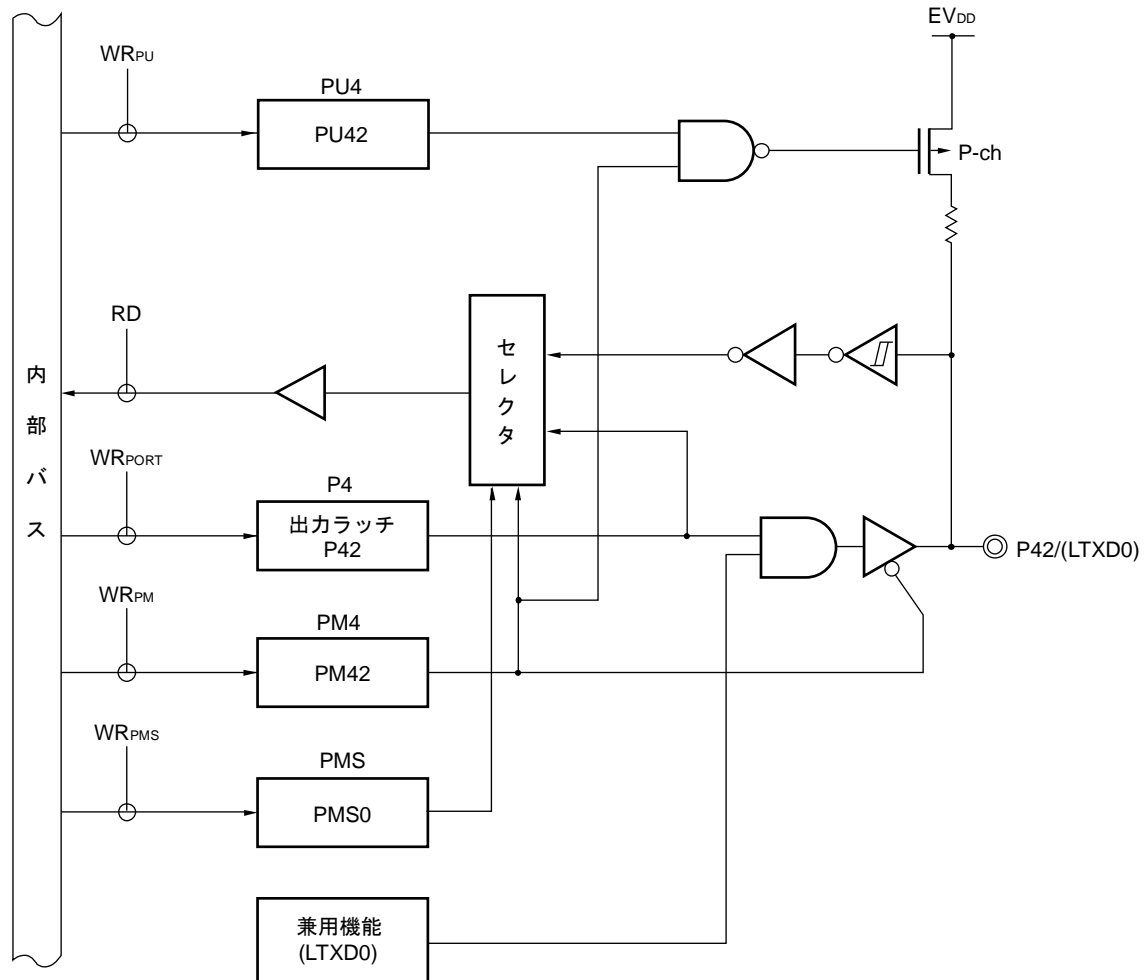 EVDD
WRPU
PU4
PU42
P-ch
RD
セレクタ
内部バス
WRPORT
P4
出力ラッチ
P42
P42/(LTXD0)
WRPM
PM4
PM42
WRPMS
PMS
PMS0
兼用機能
(LTXD0)